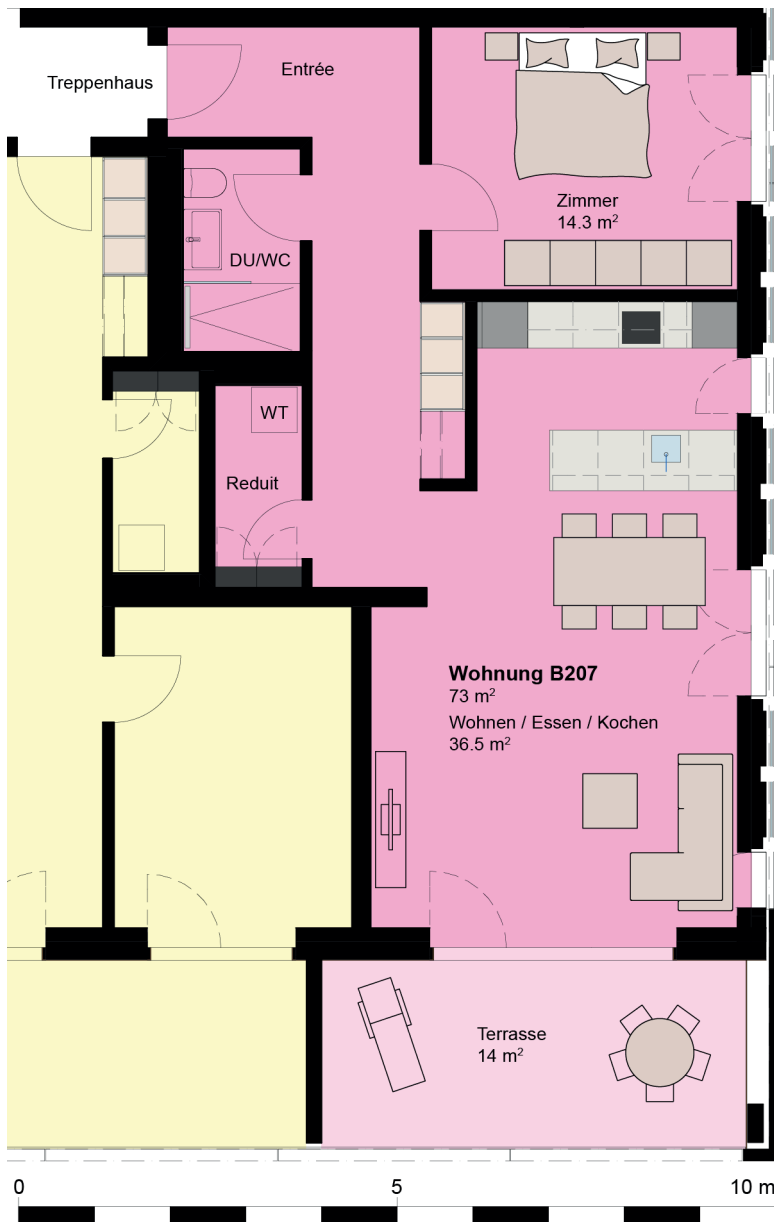 Treppenhaus
Entrée
Zimmer
14.3 m²
DU/WC
WT
Reduit
Wohnung B207
73 m²
Wohnen / Essen / Kochen
36.5 m²
Terrasse
14 m²
0 5 10 m